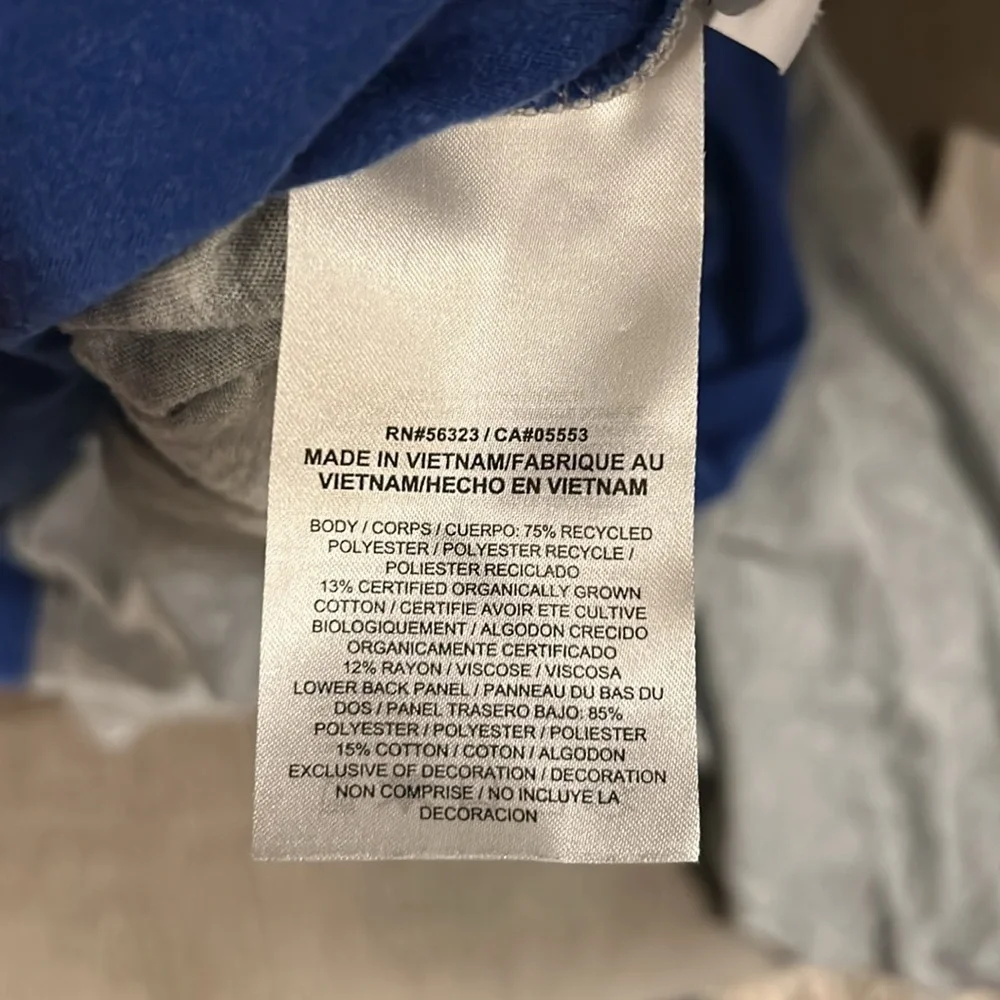 RN#56323 / CA#05553
MADE IN VIETNAM/FABRIQUE AU
VIETNAM/HECHO EN VIETNAM
BODY / CORPS / CUERPO: 75% RECYCLED
POLYESTER / POLYESTER RECYCLE /
POLIESTER RECICLADO
13% CERTIFIED ORGANICALLY GROWN
COTTON / CERTIFIE AVOIR ETE CULTIVE
BIOLOGIQUEMENT / ALGODON CRECIDO
ORGANICAMENTE CERTIFICADO
12% RAYON / VISCOSE / VISCOSA
LOWER BACK PANEL / PANNEAU DU BAS DU
DOS / PANEL TRASERO BAJO: 85%
POLYESTER / POLYESTER / POLIESTER
15% COTTON / COTON / ALGODON
EXCLUSIVE OF DECORATION / DECORATION
NON COMPRISE / NO INCLUYE LA
DECORACION